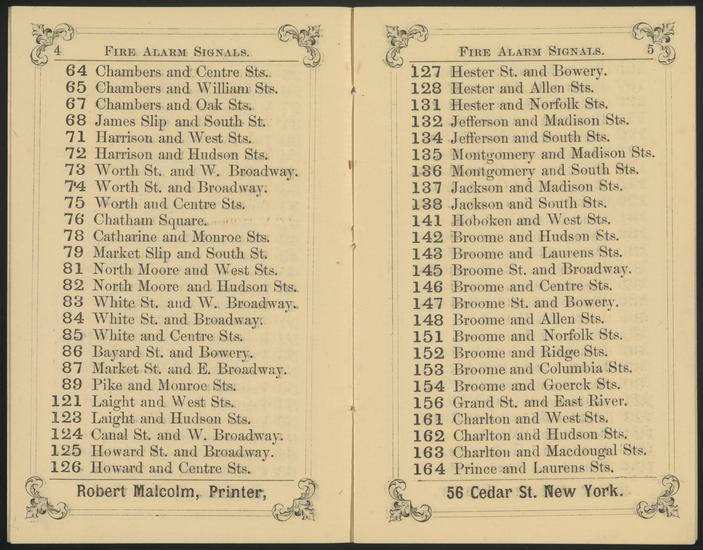 4 FIRE ALARM SIGNALS.
64 Chambers and Centre Sts.
65 Chambers and William Sts.
67 Chambers and Oak Sts.
68 James Slip and South St.
71 Harrison and West Sts.
72 Harrison and Hudson Sts.
73 Worth St. and W. Broadway.
74 Worth St. and Broadway.
75 Worth and Centre Sts.
76 Chatham Square.
78 Catharine and Monroe Sts.
79 Market Slip and South St.
81 North Moore and West Sts.
82 North Moore and Hudson Sts.
83 White St. and W. Broadway.
84 White St. and Broadway.
85 White and Centre Sts.
86 Bayard St. and Bowery.
87 Market St. and E. Broadway.
89 Pike and Monroe Sts.
121 Laight and West Sts.
123 Laight and Hudson Sts.
124 Canal St. and W. Broadway.
125 Howard St. and Broadway.
126 Howard and Centre Sts.
Robert Malcolm, Printer,
FIRE ALARM SIGNALS. 5
127 Hester St. and Bowery.
128 Hester and Allen Sts.
131 Hester and Norfolk Sts.
132 Jefferson and Madison Sts.
134 Jefferson and South Sts.
135 Montgomery and Madison Sts.
136 Montgomery and South Sts.
137 Jackson and Madison Sts.
138 Jackson and South Sts.
141 Hoboken and West Sts.
142 Broome and Hudson Sts.
143 Broome and Laurens Sts.
145 Broome St. and Broadway.
146 Broome and Centre Sts.
147 Broome St. and Bowery.
148 Broome and Allen Sts.
151 Broome and Norfolk Sts.
152 Broome and Ridge Sts.
153 Broome and Columbia Sts.
154 Broome and Goerck Sts.
156 Grand St. and East River.
161 Charlton and West Sts.
162 Charlton and Hudson Sts.
163 Charlton and Macdougal Sts.
164 Prince and Laurens Sts.
56 Cedar St. New York.